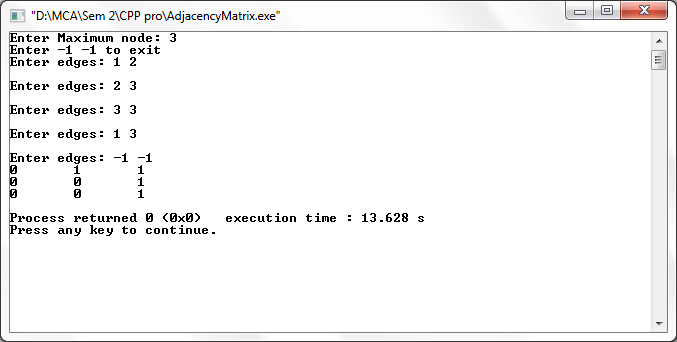 "D:\MCA\Sem 2\CPP pro\AdjacencyMatrix.exe"
Enter Maximum node: 3
Enter -1 -1 to exit
Enter edges: 1 2
Enter edges: 2 3
Enter edges: 3 3
Enter edges: 1 3
Enter edges: -1 -1
0 1 1
0 0 1
0 0 1
Process returned 0 (0x0) execution time : 13.628 s
Press any key to continue.